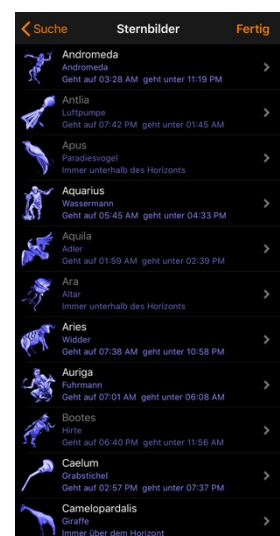 Suche Sternbilder Fertig
Andromeda
Andromeda
Geht auf 03:28 AM geht unter 11:19 PM
Antlia
Luftpumpe
Geht auf 07:42 PM geht unter 01:45 AM
Apus
Paradiesvogel
Immer unterhalb des Horizonts
Aquarius
Wassermann
Geht auf 05:45 AM geht unter 04:33 PM
Aquila
Adler
Geht auf 01:59 AM geht unter 02:39 PM
Ara
Altar
Immer unterhalb des Horizonts
Aries
Widder
Geht auf 07:38 AM geht unter 10:58 PM
Auriga
Fuhrmann
Geht auf 07:01 AM geht unter 06:08 AM
Bootes
Hirte
Geht auf 06:40 PM geht unter 11:56 AM
Caelum
Grabstichel
Geht auf 02:57 PM geht unter 07:37 PM
Camelopardalis
Giraffe
Immer über dem Horizont